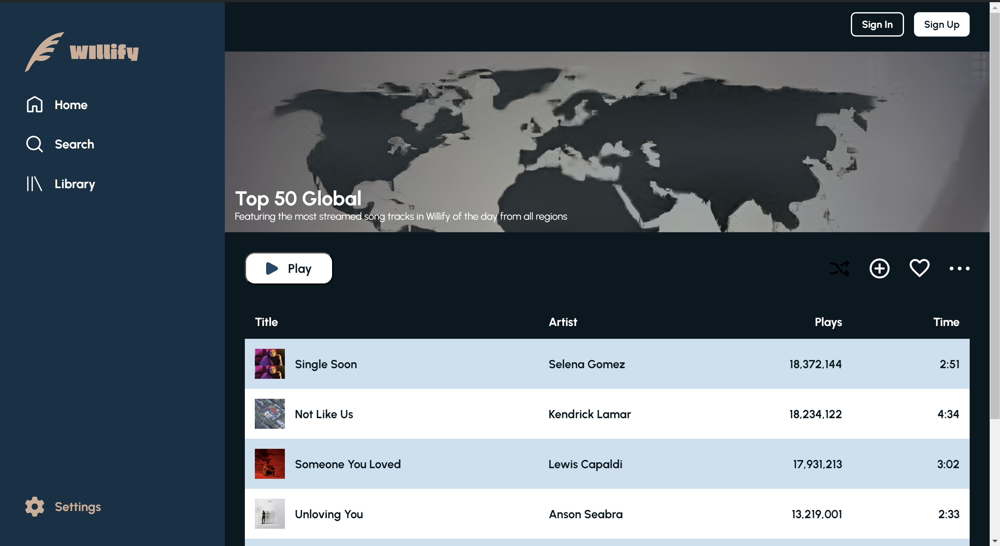 Willify
Home
Search
Library
Settings
Sign In
Sign Up
Top 50 Global
Featuring the most streamed song tracks in Willify of the day from all regions
Play
Title Artist Plays Time
Single Soon Selena Gomez 18,372,144 2:51
Not Like Us Kendrick Lamar 18,234,122 4:34
Someone You Loved Lewis Capaldi 17,931,213 3:02
Unloving You Anson Seabra 13,219,001 2:33